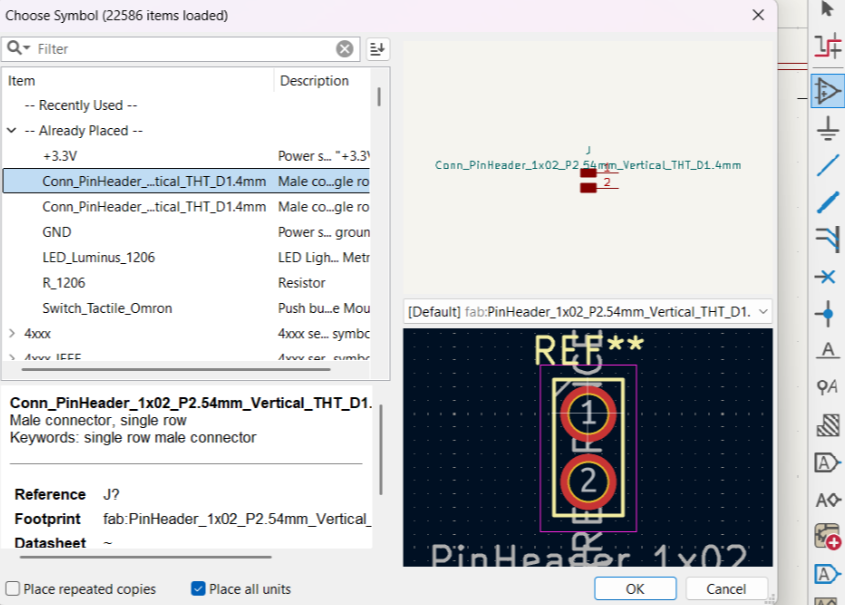 Choose Symbol (22586 items loaded)
Filter
Item Description
-- Recently Used --
-- Already Placed --
+3.3V Power s... "+3.3V
Conn_PinHeader_...tical_THT_D1.4mm Male co...gle ro
Conn_PinHeader_...tical_THT_D1.4mm Male co...gle ro
GND Power s... groun
LED_Luminus_1206 LED Ligh... Metr
R_1206 Resistor
Switch_Tactile_Omron Push bu...e Mou
4xxx 4xxx se... symbo
4xxx_IEEE 4xxx ser symbo
Conn_PinHeader_1x02_P2.54mm_Vertical_THT_D1.
Male connector, single row
Keywords: single row male connector
Reference J?
Footprint fab:PinHeader_1x02_P2.54mm_Vertical_
Datasheet ~
J
Conn_PinHeader_1x02_P2.54mm_Vertical_THT_D1.4mm
1
2
[Default] fab:PinHeader_1x02_P2.54mm_Vertical_THT_D1.
REF**
1
2
PinHeader_1x02
Place repeated copies
Place all units
OK
Cancel
A
A
A
A
A